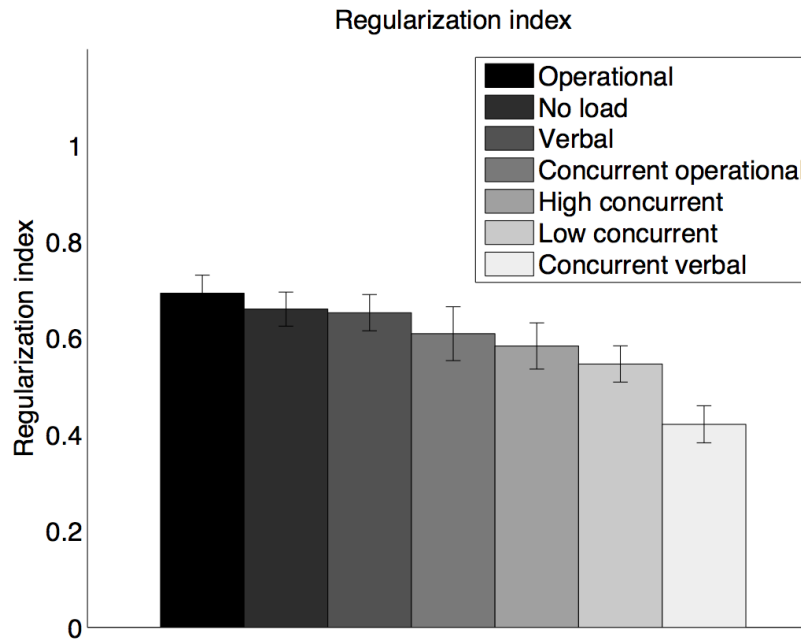 Regularization index
Operational
No load
Verbal
Concurrent operational
High concurrent
Low concurrent
Concurrent verbal
Regularization index
1
0.8
0.6
0.4
0.2
0